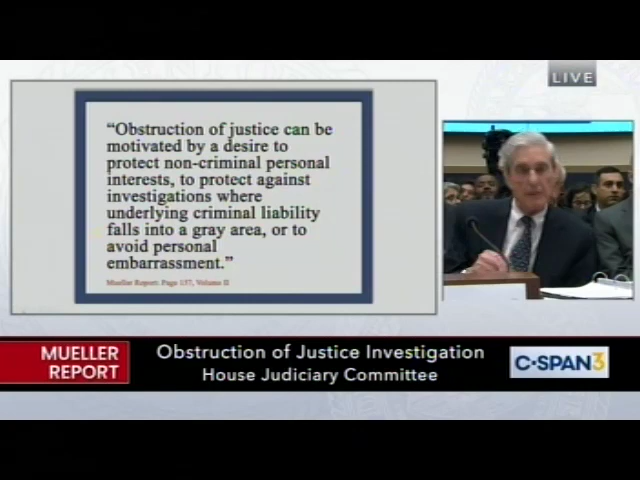 LIVE
“Obstruction of justice can be
motivated by a desire to
protect non-criminal personal
interests, to protect against
investigations where
underlying criminal liability
falls into a gray area, or to
avoid personal
embarrassment.”
Mueller Report: Page 157, Volume II
MUELLER
REPORT
Obstruction of Justice Investigation
House Judiciary Committee
C-SPAN3